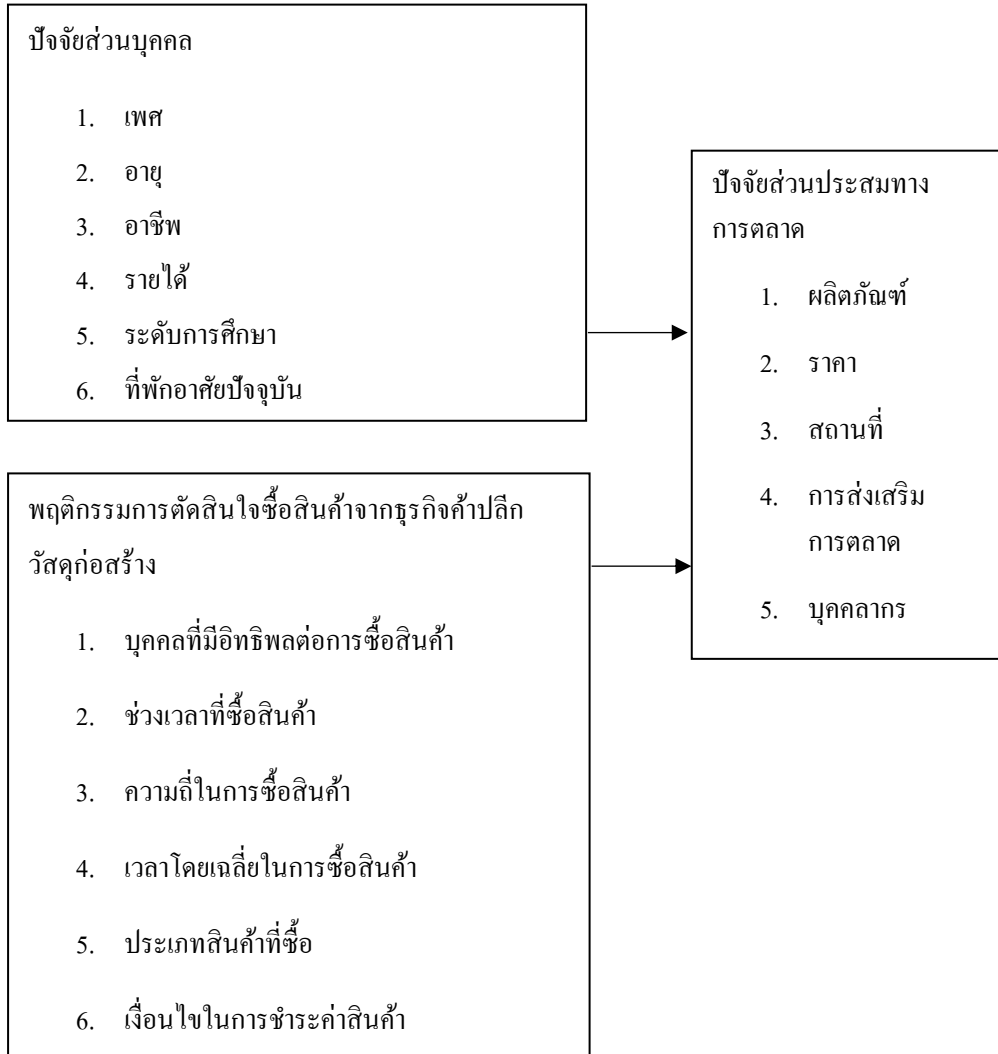 ปัจจัยส่วนบุคคล
1. เพศ
2. อายุ
3. อาชีพ
4. รายได้
5. ระดับการศึกษา
6. ที่พักอาศัยปัจจุบัน
พฤติกรรมการตัดสินใจซื้อสินค้าจากธุรกิจค้าปลีก
วัสดุก่อสร้าง
1. บุคคลที่มีอิทธิพลต่อการซื้อสินค้า
2. ช่วงเวลาที่ซื้อสินค้า
3. ความถี่ในการซื้อสินค้า
4. เวลาโดยเฉลี่ยในการซื้อสินค้า
5. ประเภทสินค้าที่ซื้อ
6. เงื่อนไขในการชำระค่าสินค้า
ปัจจัยส่วนประสมทาง
การตลาด
1. ผลิตภัณฑ์
2. ราคา
3. สถานที่
4. การส่งเสริม
การตลาด
5. บุคคลากร